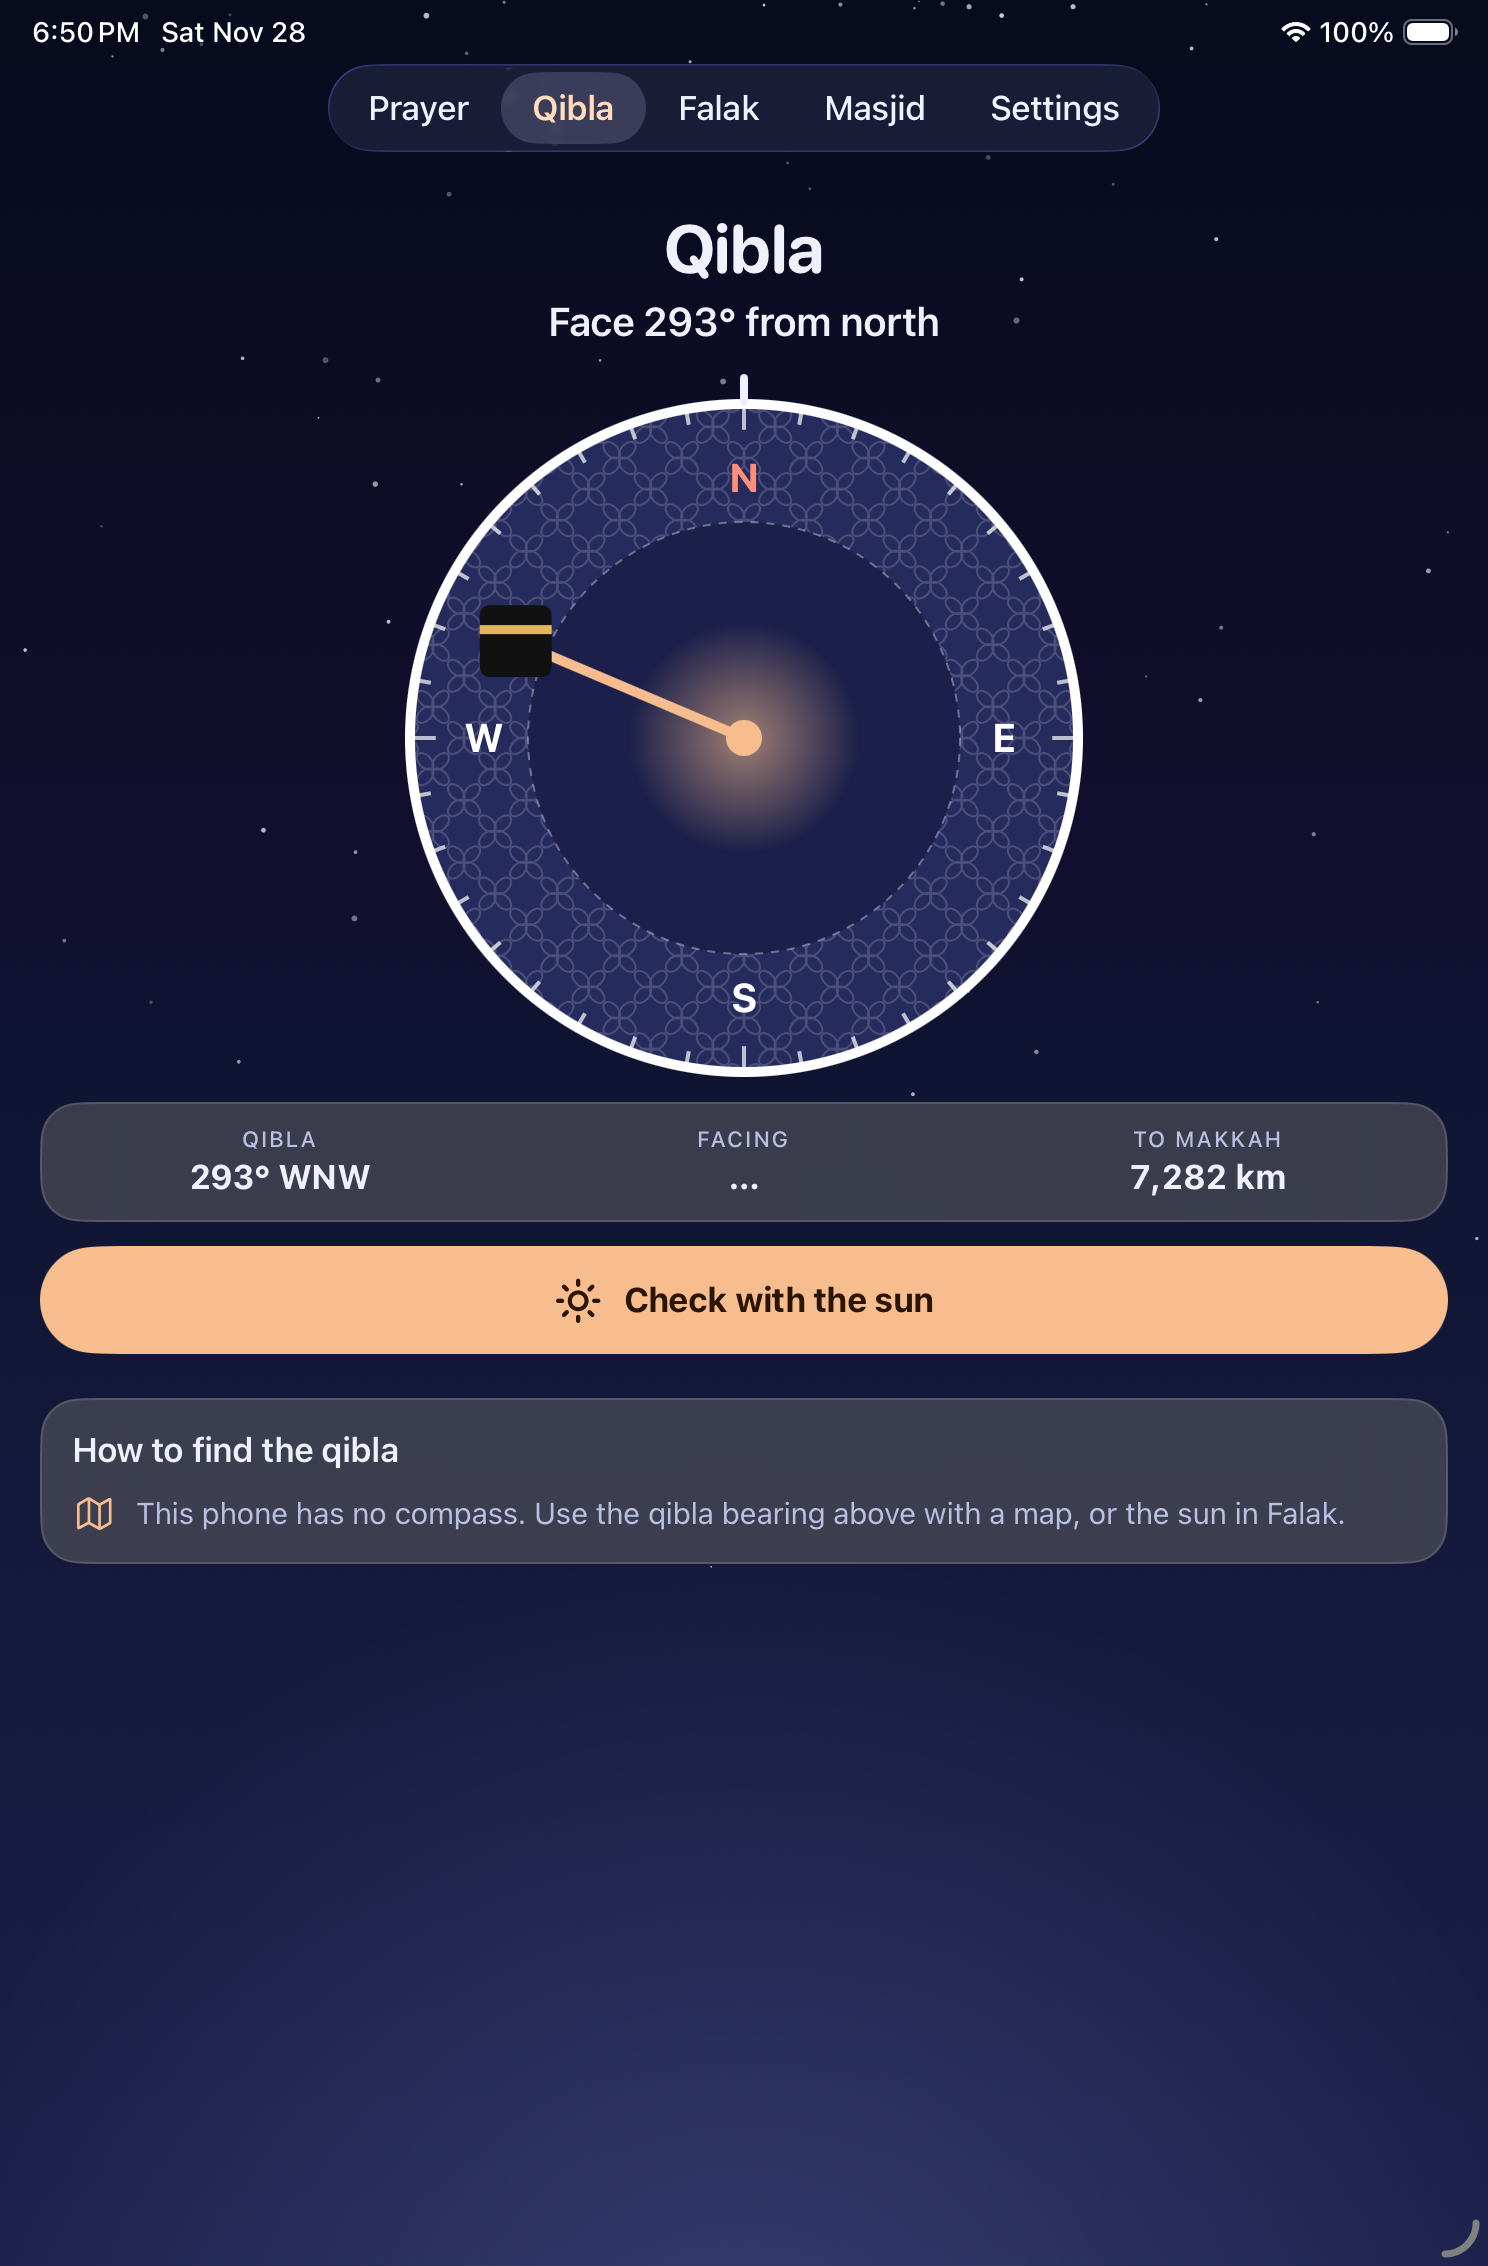 6:50 PM Sat Nov 28 100%
Prayer Qibla Falak Masjid Settings
Qibla
Face 293° from north
N
W E
S
QIBLA FACING TO MAKKAH
293° WNW ... 7,282 km
Check with the sun
How to find the qibla
This phone has no compass. Use the qibla bearing above with a map, or the sun in Falak.